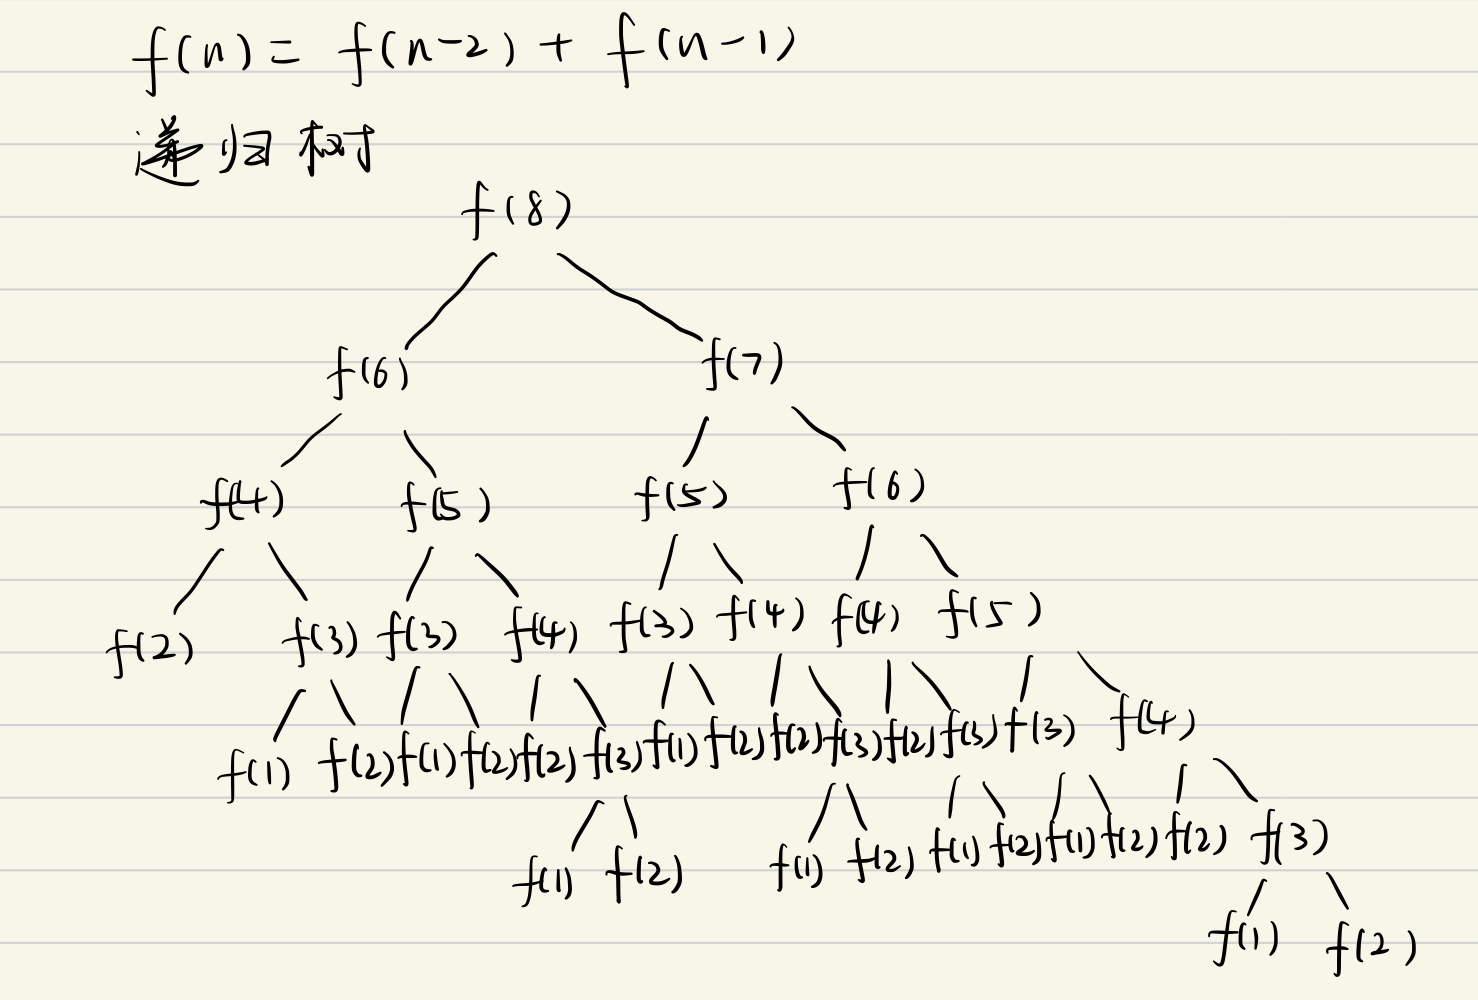 f(n) = f(n-2) + f(n-1)
递归树
f(8)
f(6) f(7)
f(4) f(5) f(5) f(6)
f(2) f(3) f(3) f(4) f(3) f(4) f(4) f(5)
f(1) f(2) f(1) f(2) f(2) f(3) f(1) f(2) f(2) f(3) f(2) f(3) f(3) f(4)
f(1) f(2) f(1) f(2) f(1) f(2) f(1) f(2) f(2) f(3)
f(1) f(2)